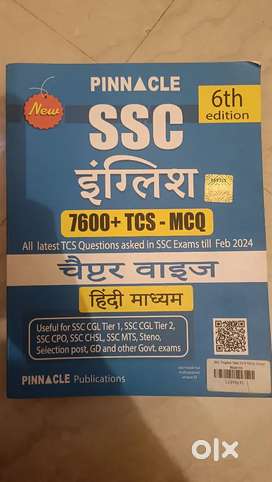 PINNACLE
New
6th
edition
SSC
इंग्लिश
7600+ TCS - MCQ
All latest TCS Questions asked in SSC Exams till Feb 2024
चैप्टर वाइज
हिंदी माध्यम
Useful for SSC CGL Tier 1, SSC CGL Tier 2,
SSC CPO, SSC CHSL, SSC MTS, Steno,
Selection post, GD and other Govt. exams
PINNACLE Publications
olx